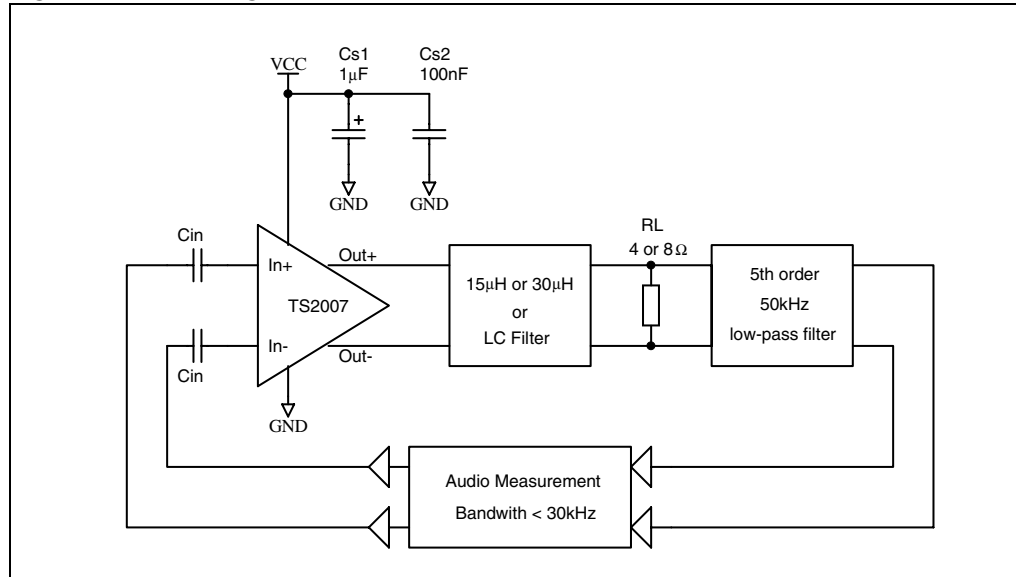 Cs1
1µF
Cs2
100nF
VCC
+
GND
GND
Cin
In+
Out+
TS2007
In-
Out-
Cin
GND
15µH or 30µH
or
LC Filter
RL
4 or 8Ω
5th order
50kHz
low-pass filter
Audio Measurement
Bandwith < 30kHz